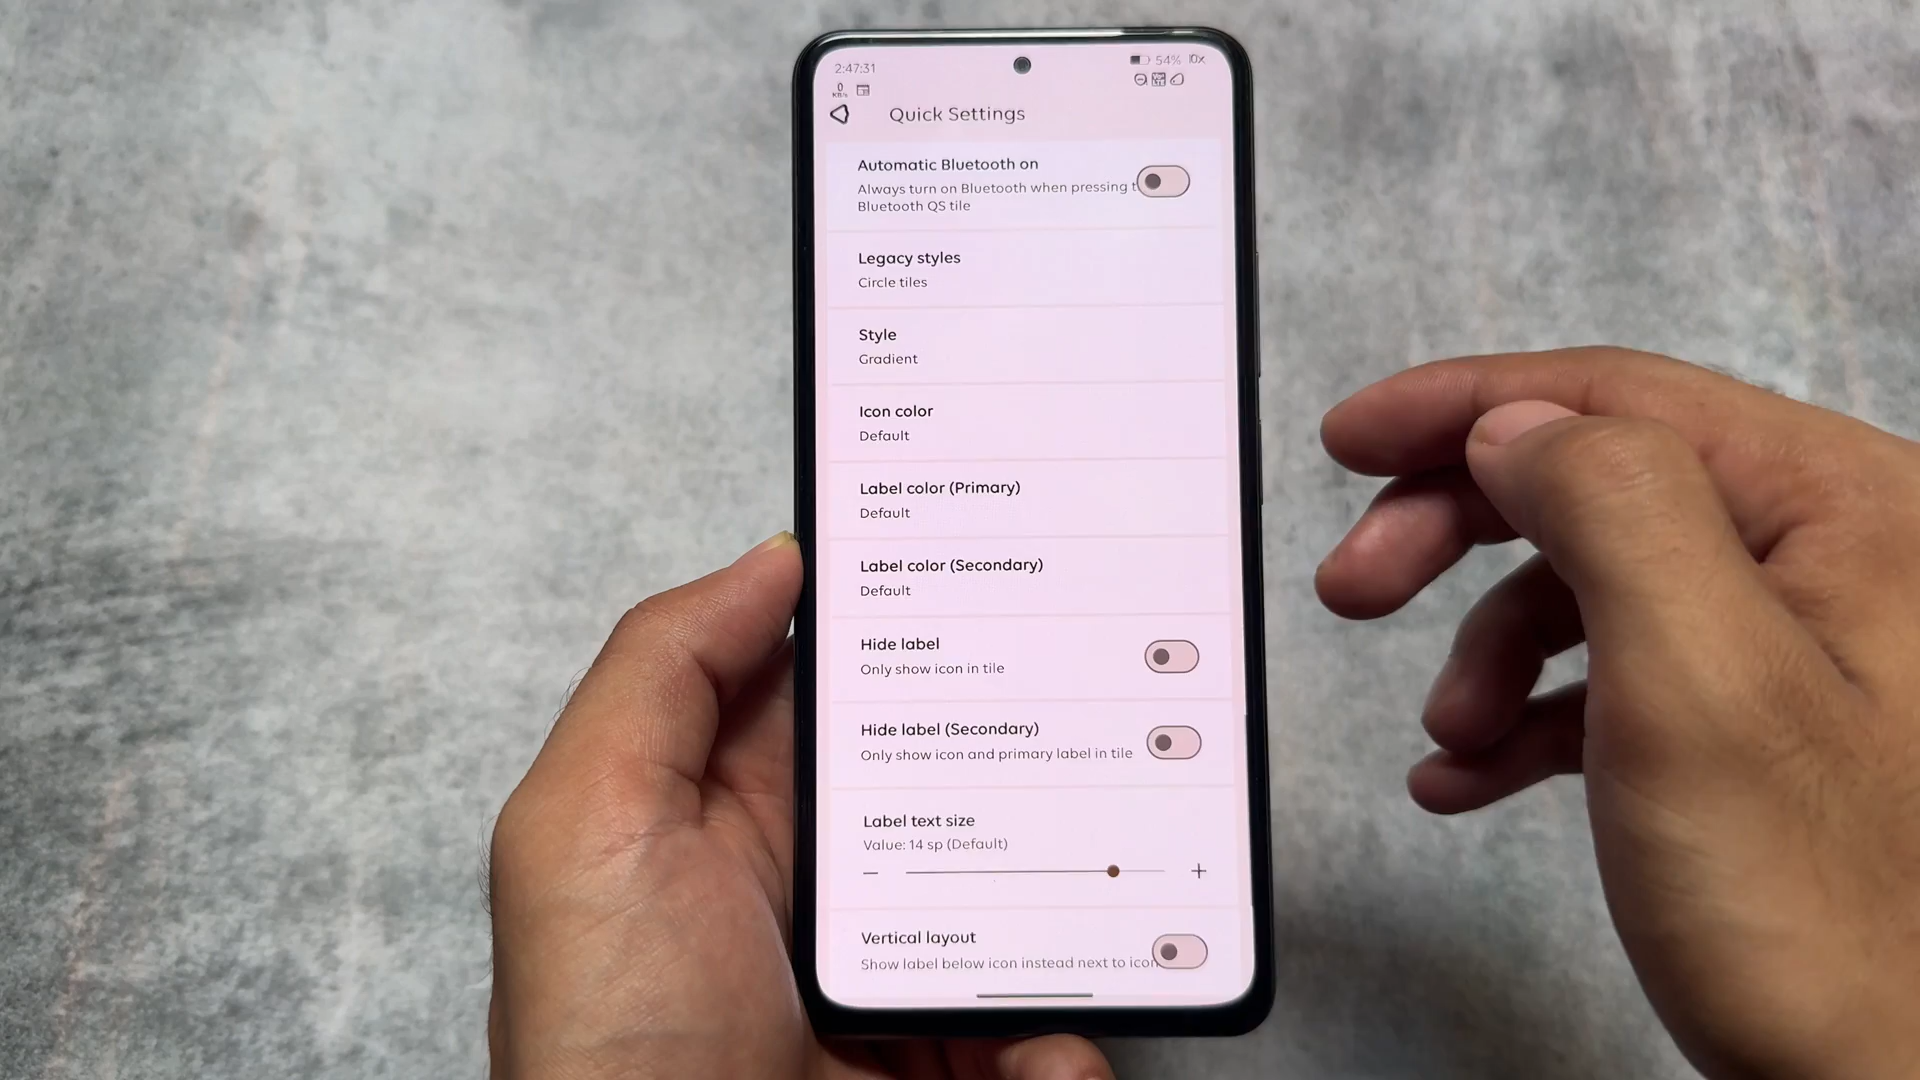 2:47:31
54%
0
KB/s
Quick Settings
Automatic Bluetooth on
Always turn on Bluetooth when pressing t
Bluetooth QS tile
Legacy styles
Circle tiles
Style
Gradient
Icon color
Default
Label color (Primary)
Default
Label color (Secondary)
Default
Hide label
Only show icon in tile
Hide label (Secondary)
Only show icon and primary label in tile
Label text size
Value: 14 sp (Default)
Vertical layout
Show label below icon instead next to icon